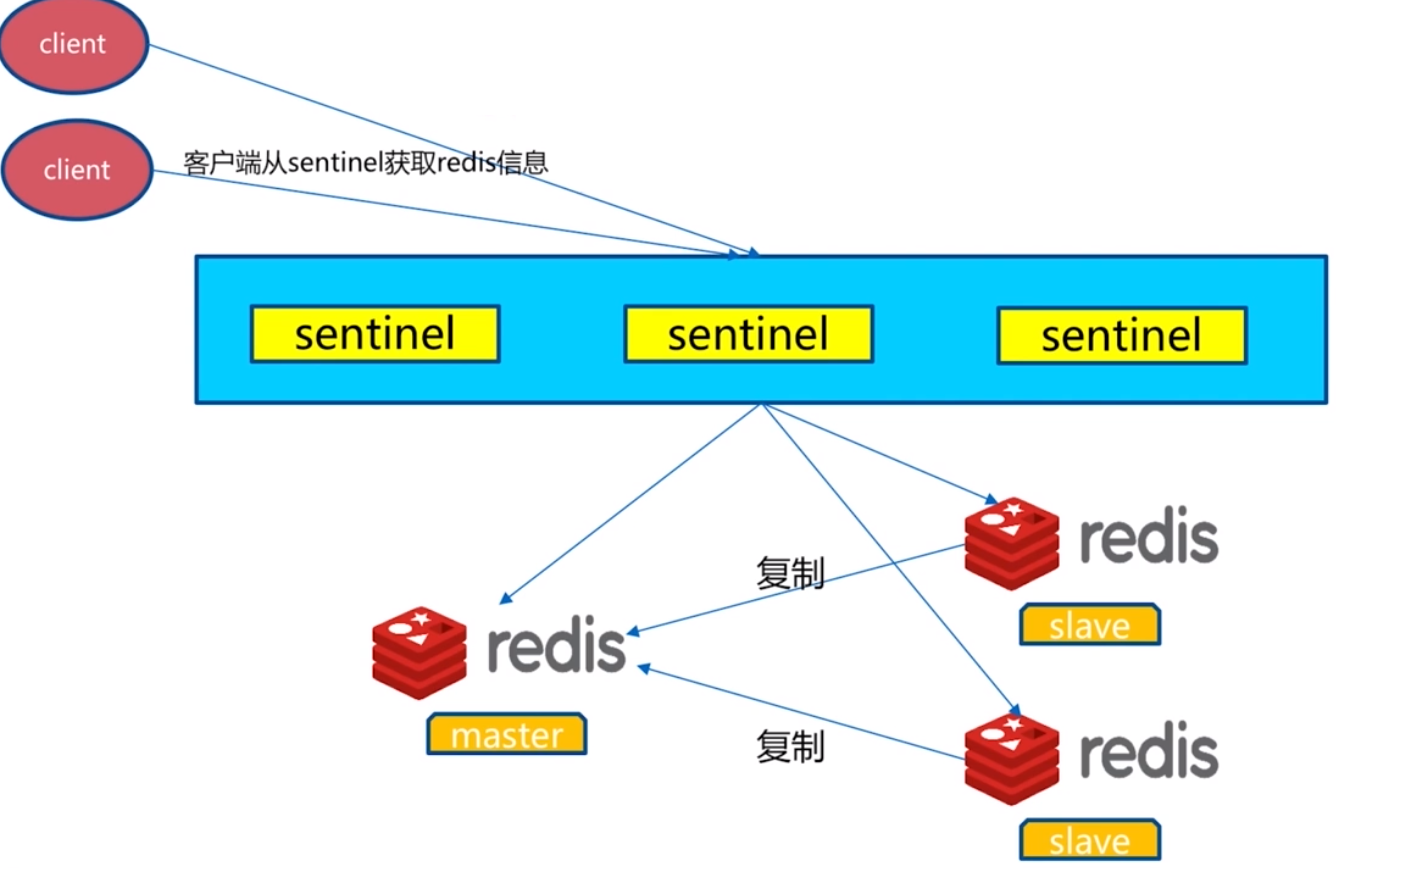 client
client
客户端从sentinel获取redis信息
sentinel
sentinel
sentinel
redis
复制
slave
redis
master
复制
redis
slave